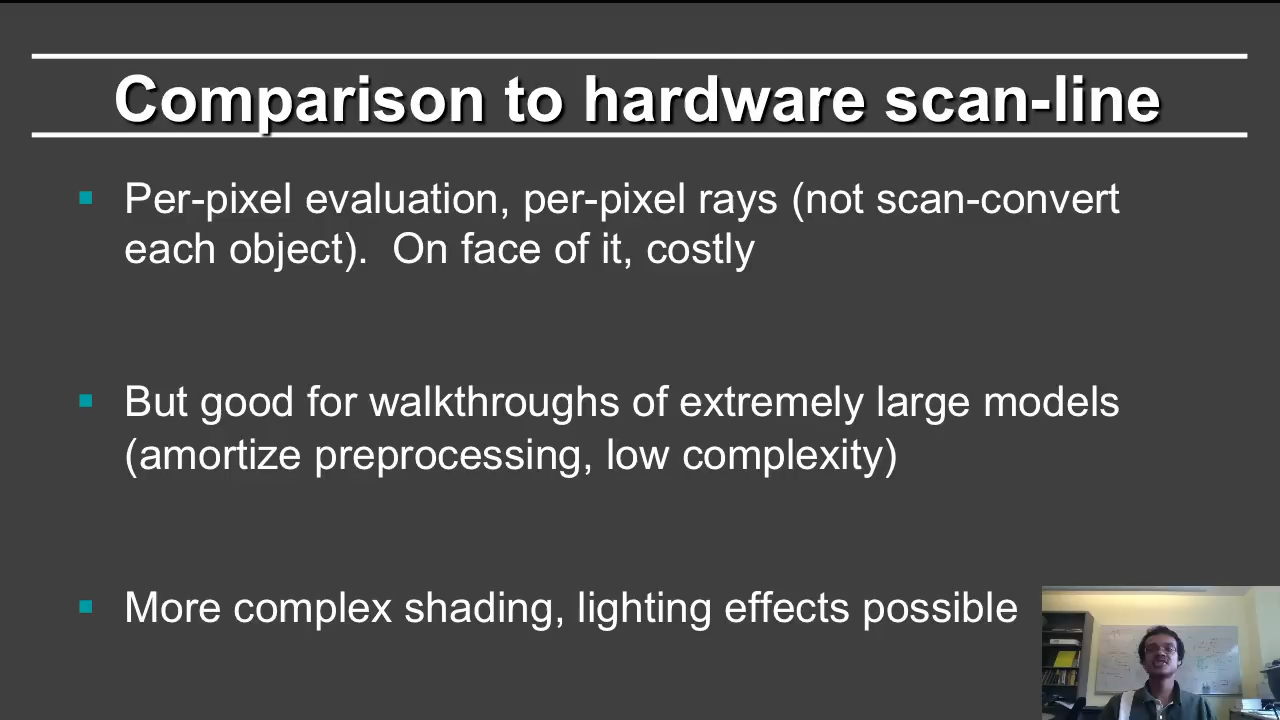 Comparison to hardware scan-line
Per-pixel evaluation, per-pixel rays (not scan-convert
each object).  On face of it, costly
But good for walkthroughs of extremely large models
(amortize preprocessing, low complexity)
More complex shading, lighting effects possible